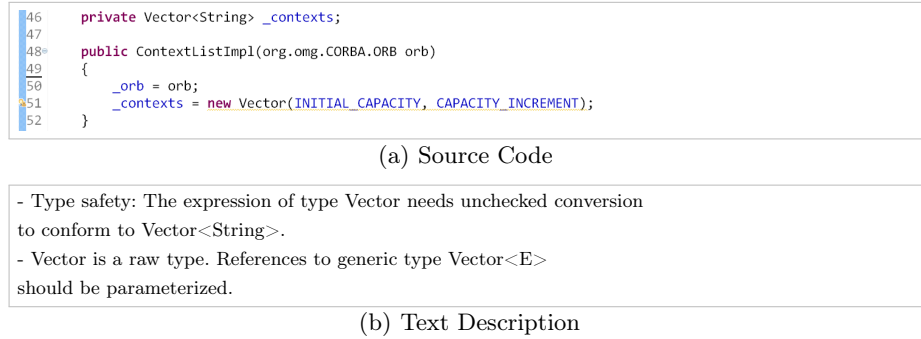 46 private Vector<String> _contexts;
47
48 public ContextListImpl(org.omg.CORBA.ORB orb)
49 {
50 _orb = orb;
51 _contexts = new Vector(INITIAL_CAPACITY, CAPACITY_INCREMENT);
52 }
(a) Source Code
- Type safety: The expression of type Vector needs unchecked conversion
to conform to Vector<String>.
- Vector is a raw type. References to generic type Vector<E>
should be parameterized.
(b) Text Description